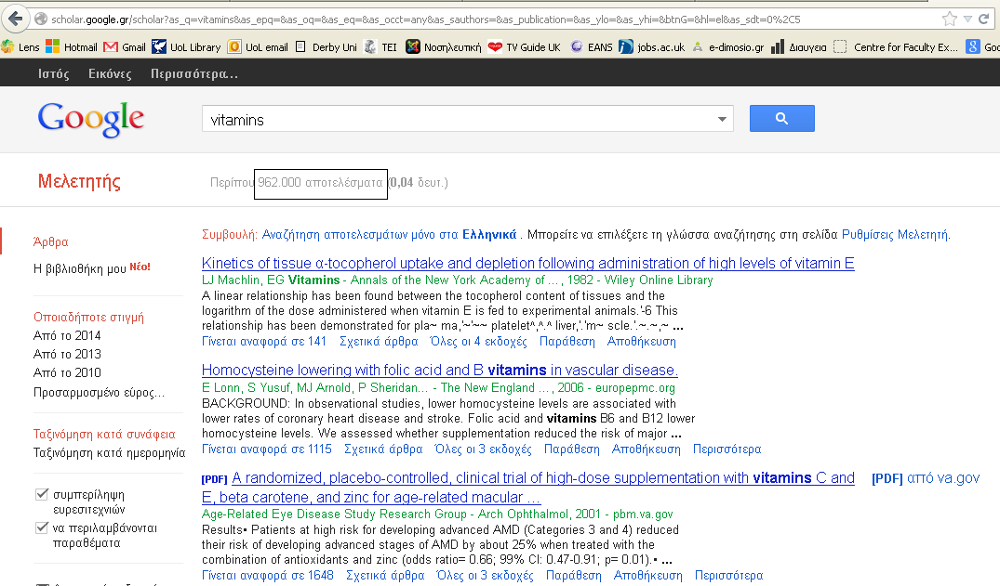 scholar.google.gr/scholar?as_q=vitamins&as_epq=&as_oq=&as_eq=&as_occt=any&as_sauthors=&as_publication=&as_ylo=&as_yhi=&btnG=&hl=el&as_sdt=0%2C5
Lens Hotmail Gmail UoL Library UoL email Derby Uni TEI Νοσηλευτική TV Guide UK EANS jobs.ac.uk e-dimosio.gr Διαυγεια Centre for Faculty Ex... Goo
Ιστός Εικόνες Περισσότερα…
Google vitamins
Μελετητής Περίπου 962.000 αποτελέσματα (0,04 δευτ.)
Άρθρα
Η βιβλιοθήκη μου Νέο!
Οποιαδήποτε στιγμή
Από το 2014
Από το 2013
Από το 2010
Προσαρμοσμένο εύρος...
Ταξινόμηση κατά συνάφεια
Ταξινόμηση κατά ημερομηνία
συμπερίληψη
ευρεσιτεχνιών
να περιλαμβάνονται
παραθέματα
Συμβουλή: Αναζήτηση αποτελεσμάτων μόνο στα Ελληνικά . Μπορείτε να επιλέξετε τη γλώσσα αναζήτησης στη σελίδα Ρυθμίσεις Μελετητή.
Kinetics of tissue α-tocopherol uptake and depletion following administration of high levels of vitamin E
LJ Machlin, EG Vitamins - Annals of the New York Academy of ..., 1982 - Wiley Online Library
A linear relationship has been found between the tocopherol content of tissues and the
logarithm of the dose administered when vitamin E is fed to experimental animals.'-6 This
relationship has been demonstrated for pla~ ma,'~'~~ platelet^,^.^ liver,'.'m~ scle.'.~.~,~ ...
Γίνεται αναφορά σε 141 Σχετικά άρθρα Όλες οι 4 εκδοχές Παράθεση Αποθήκευση
Homocysteine lowering with folic acid and B vitamins in vascular disease.
E Lonn, S Yusuf, MJ Arnold, P Sheridan... - The New England ..., 2006 - europepmc.org
BACKGROUND: In observational studies, lower homocysteine levels are associated with
lower rates of coronary heart disease and stroke. Folic acid and vitamins B6 and B12 lower
homocysteine levels. We assessed whether supplementation reduced the risk of major ...
Γίνεται αναφορά σε 1115 Σχετικά άρθρα Όλες οι 3 εκδοχές Παράθεση Αποθήκευση Περισσότερα
[PDF] A randomized, placebo-controlled, clinical trial of high-dose supplementation with vitamins C and
E, beta carotene, and zinc for age-related macular ...
[PDF] από va.gov
Age-Related Eye Disease Study Research Group - Arch Ophthalmol, 2001 - pbm.va.gov
Results• Patients at high risk for developing advanced AMD (Categories 3 and 4) reduced
their risk of developing advanced stages of AMD by about 25% when treated with the
combination of antioxidants and zinc (odds ratio= 0.66; 99% CI: 0.47-0.91; p= 0.01).• ...
Γίνεται αναφορά σε 1648 Σχετικά άρθρα Όλες οι 3 εκδοχές Παράθεση Αποθήκευση Περισσότερα